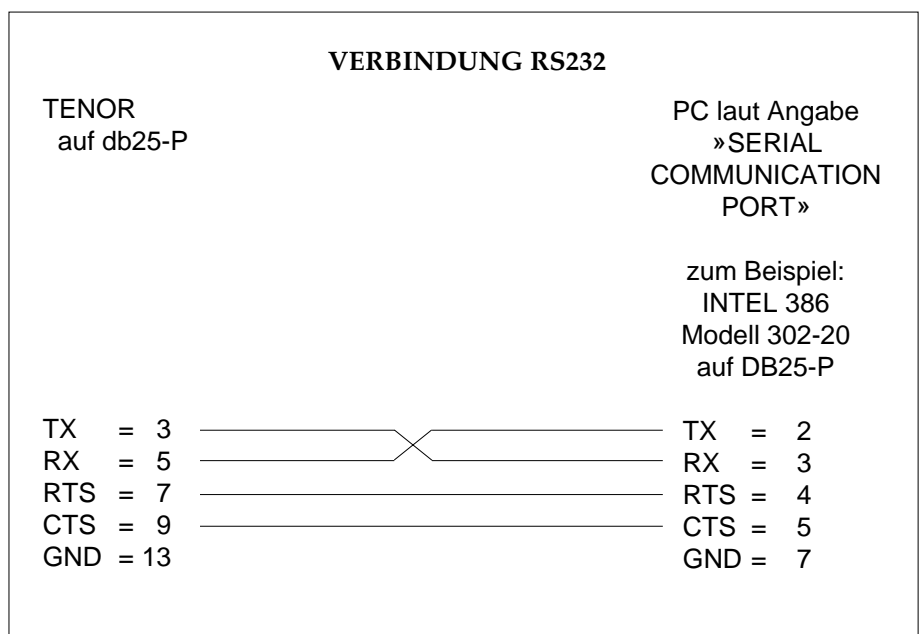 VERBINDUNG RS232
TENOR
auf db25-P
PC laut Angabe
»SERIAL
COMMUNICATION
PORT»
zum Beispiel:
INTEL 386
Modell 302-20
auf DB25-P
TX = 3
RX = 5
RTS = 7
CTS = 9
GND = 13
TX = 2
RX = 3
RTS = 4
CTS = 5
GND = 7